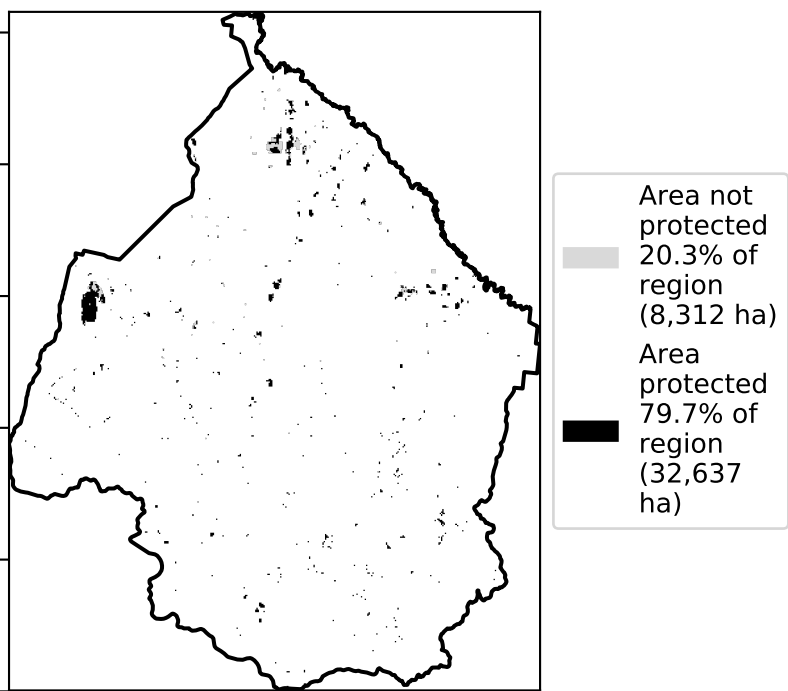 Area not
protected
20.3% of
region
(8,312 ha)
Area
protected
79.7% of
region
(32,637
ha)